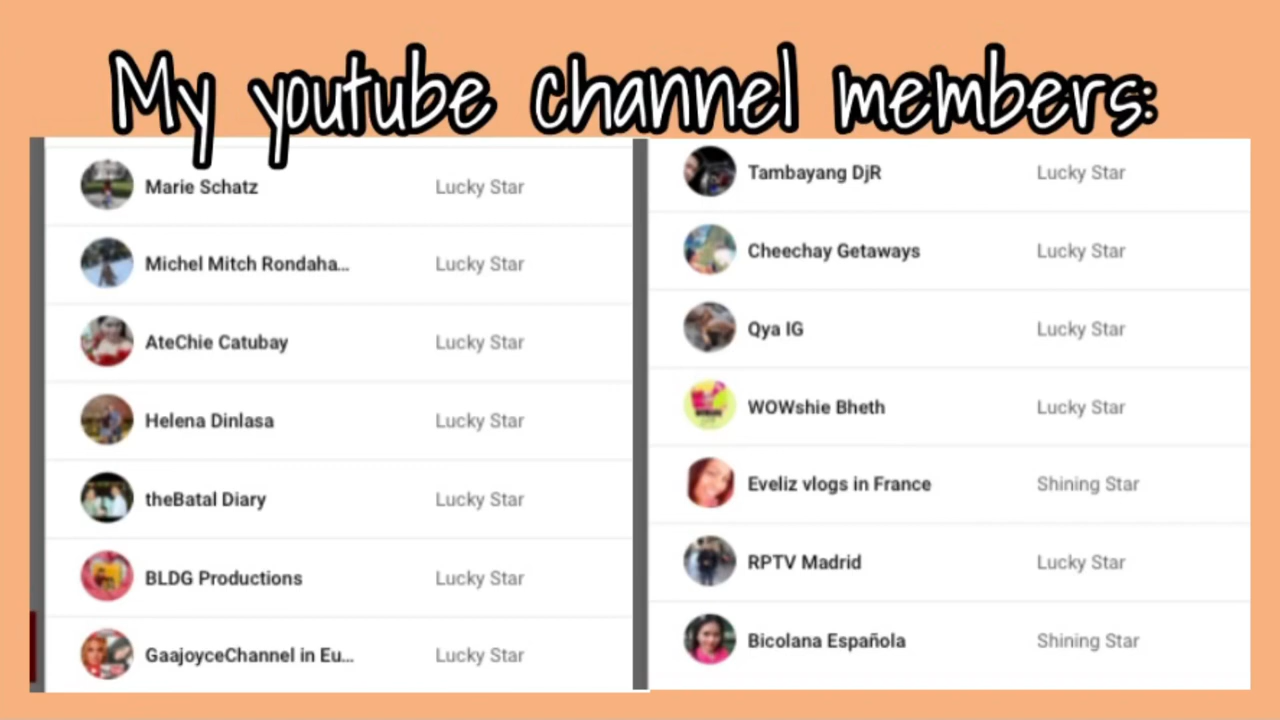 My youtube channel members:
Marie Schatz Lucky Star
Michel Mitch Rondaha... Lucky Star
AteChie Catubay Lucky Star
Helena Dinlasa Lucky Star
theBatal Diary Lucky Star
BLDG Productions Lucky Star
GaajoyceChannel in Eu... Lucky Star
Tambayang DjR Lucky Star
Cheechay Getaways Lucky Star
Qya IG Lucky Star
WOWshie Bheth Lucky Star
Eveliz vlogs in France Shining Star
RPTV Madrid Lucky Star
Bicolana Española Shining Star